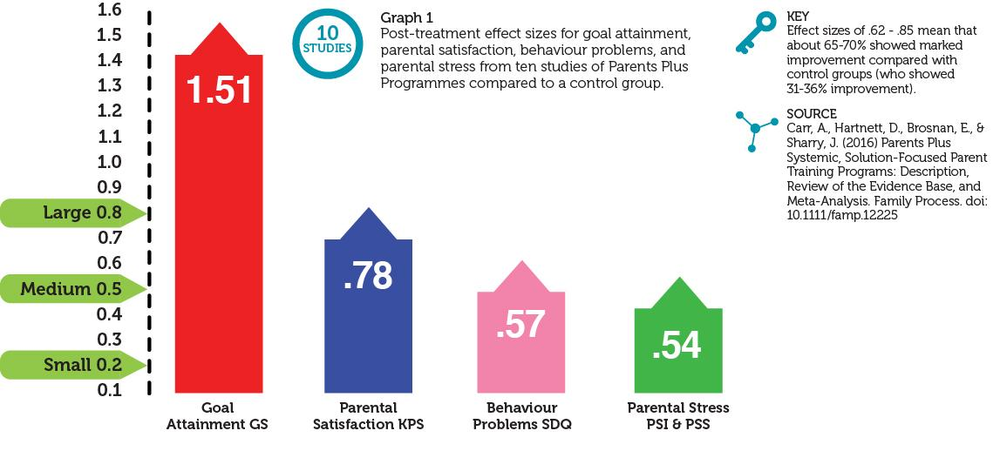 1.6
1.5
1.4
1.3
1.2
1.1
1.0
0.9
Large 0.8
0.7
0.6
Medium 0.5
0.4
0.3
Small 0.2
0.1
1.51
.78
.57
.54
Goal
Attainment GS
Parental
Satisfaction KPS
Behaviour
Problems SDQ
Parental Stress
PSI & PSS
10
STUDIES
Graph 1
Post-treatment effect sizes for goal attainment,
parental satisfaction, behaviour problems, and
parental stress from ten studies of Parents Plus
Programmes compared to a control group.
KEY
Effect sizes of .62 - .85 mean that
about 65-70% showed marked
improvement compared with
control groups (who showed
31-36% improvement).
SOURCE
Carr, A., Hartnett, D., Brosnan, E., &
Sharry, J. (2016) Parents Plus
Systemic, Solution-Focused Parent
Training Programs: Description,
Review of the Evidence Base, and
Meta-Analysis. Family Process. doi:
10.1111/famp.12225